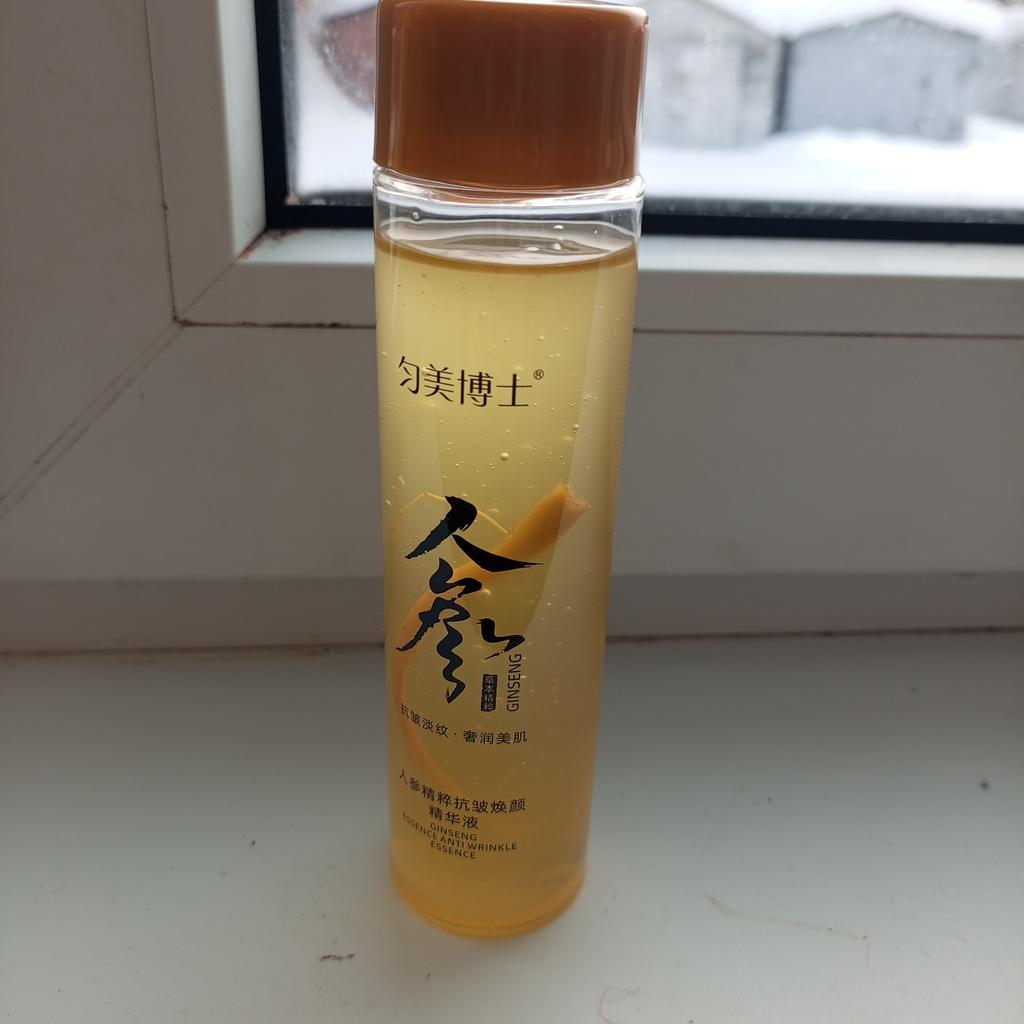 匀美博士®
人参
草本精粹
GINSENG
抗皱淡纹·奢润美肌
人参精粹抗皱焕颜
精华液
GINSENG
ESSENCE ANTI WRINKLE
ESSENCE